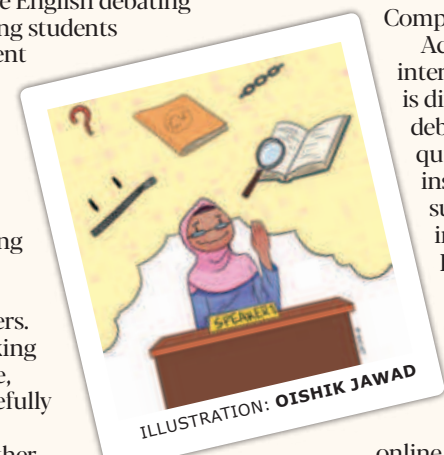 e English debating
ng students
ent
ng
ers.
king
e,
efully
ther
?
SPEAKER!
ILLUSTRATION: OISHIK JAWAD
Comp
Ac
inter
is di
deb
qu
ins
su
in
online